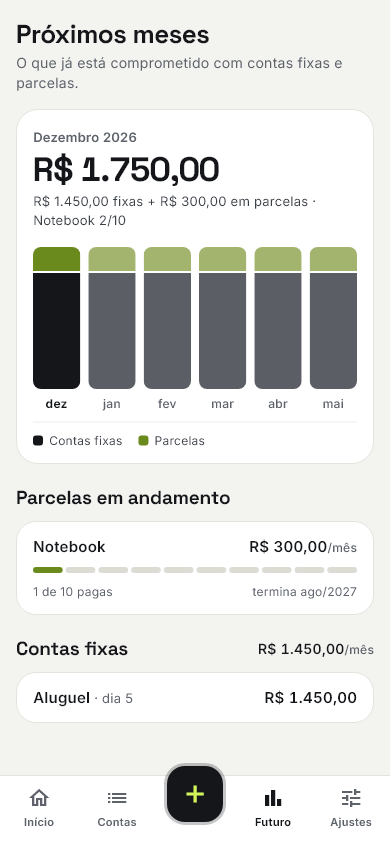 Próximos meses
O que já está comprometido com contas fixas e
parcelas.
Dezembro 2026
R$ 1.750,00
R$ 1.450,00 fixas + R$ 300,00 em parcelas ·
Notebook 2/10
dez jan fev mar abr mai
Contas fixas Parcelas
Parcelas em andamento
Notebook R$ 300,00/mês
1 de 10 pagas termina ago/2027
Contas fixas R$ 1.450,00/mês
Aluguel · dia 5 R$ 1.450,00
+
Início Contas Futuro Ajustes